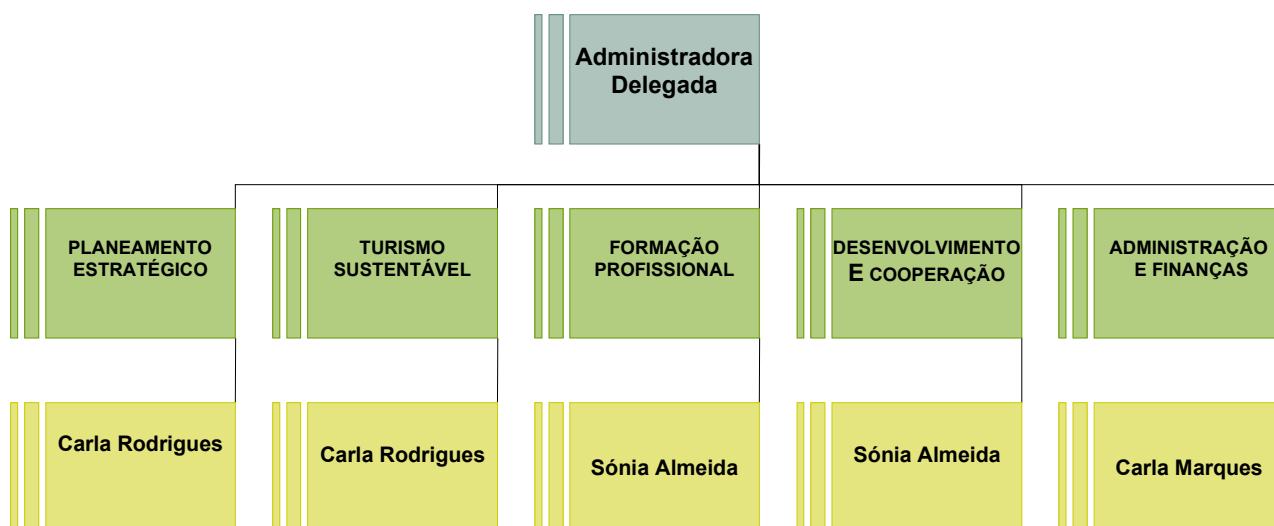 Administradora
Delegada
PLANEAMENTO
ESTRATÉGICO
TURISMO
SUSTENTÁVEL
FORMAÇÃO
PROFISSIONAL
DESENVOLVIMENTO
E COOPERAÇÃO
ADMINISTRAÇÃO
E FINANÇAS
Carla Rodrigues
Carla Rodrigues
Sónia Almeida
Sónia Almeida
Carla Marques